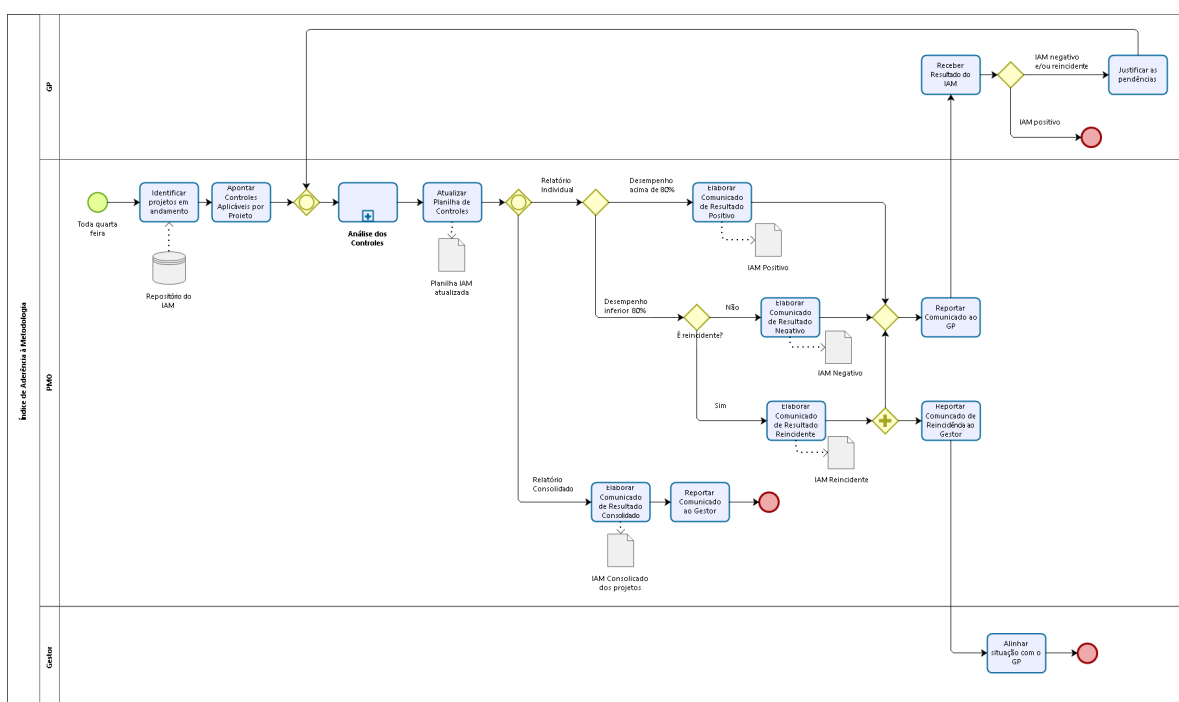 Índice de Aderência à Metodologia
GP
Receber
Resultado do
IAM
IAM negativo
e/ou reincidente
Justificar as
pendências
IAM positivo
PMO
Toda quarta
feira
Identificar
projetos em
andamento
Repositório do
IAM
Apontar
Controles
Aplicáveis por
Projeto
Análise dos
Controles
Atualizar
Planilha de
Controles
Planilha IAM
atualizada
Relatório
Individual
Desempenho
acima de 80%
Elaborar
Comunicado
de Resultado
Positivo
IAM Positivo
Desempenho
inferior 80%
É reincidente?
Não
Elaborar
Comunicado
de Resultado
Negativo
IAM Negativo
Reportar
Comunicado ao
GP
Sim
Elaborar
Comunicado
de Resultado
Reincidente
IAM Reincidente
Reportar
Comuncado de
Reincidência ao
Gestor
Relatório
Consolidado
Elaborar
Comunicado
de Resultado
Consolidado
Reportar
Comunicado
ao Gestor
IAM Consolicado
dos projetos
Gestor
Alinhar
situação com o
GP